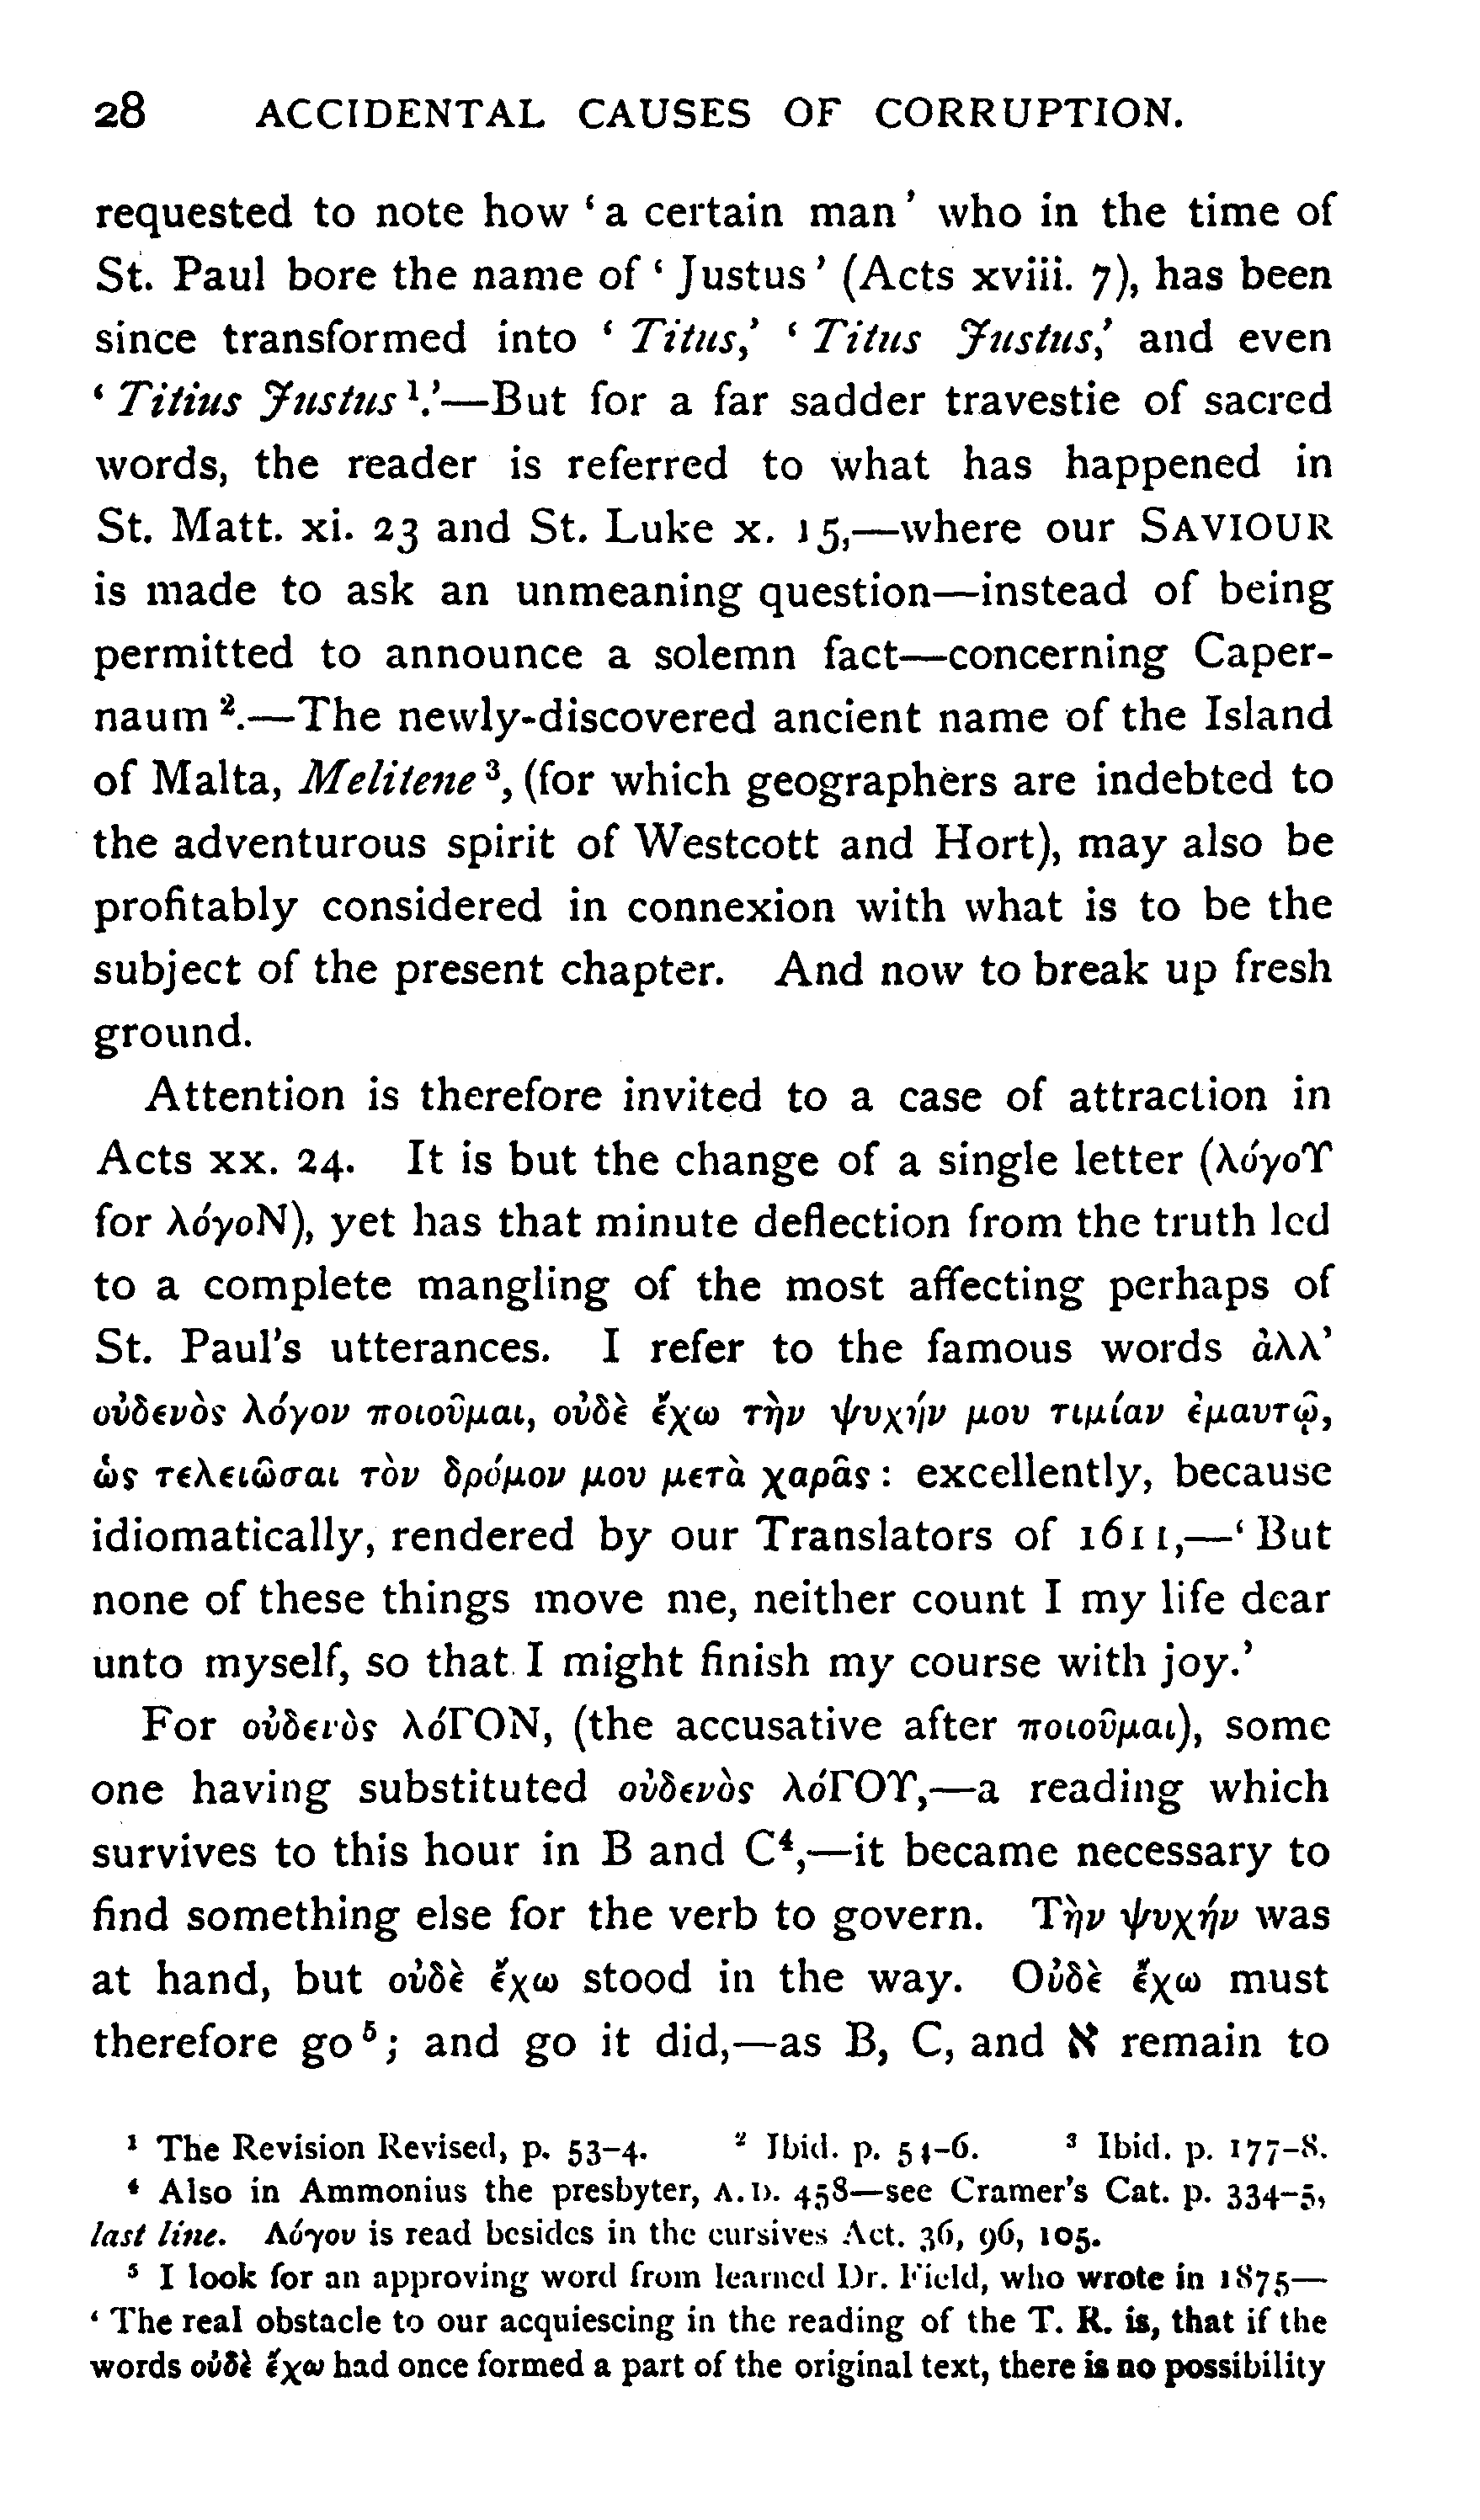 28 ACCIDENTAL CAUSES OF CORRUPTION.
requested to note how ‘a certain man’ who in the time of
St. Paul bore the name of ‘Justus’ (Acts xviii. 7), has been
since transformed into ‘Titus,’ ‘Titus Justus,’ and even
‘Titius Justus¹.’—But for a far sadder travestie of sacred
words, the reader is referred to what has happened in
St. Matt. xi. 23 and St. Luke x. 15,—where our SAVIOUR
is made to ask an unmeaning question—instead of being
permitted to announce a solemn fact—concerning Caper-
naum².—The newly-discovered ancient name of the Island
of Malta, Melitene³, (for which geographers are indebted to
the adventurous spirit of Westcott and Hort), may also be
profitably considered in connexion with what is to be the
subject of the present chapter. And now to break up fresh
ground.
Attention is therefore invited to a case of attraction in
Acts xx. 24. It is but the change of a single letter (λόγοΥ
for λόγοΝ), yet has that minute deflection from the truth led
to a complete mangling of the most affecting perhaps of
St. Paul's utterances. I refer to the famous words ἀλλ’
οὐδενὸς λόγον ποιοῦμαι, οὐδὲ ἔχω τὴν ψυχήν μου τιμίαν ἐμαυτῷ,
ὡς τελειῶσαι τὸν δρόμον μου μετὰ χαρᾶς: excellently, because
idiomatically, rendered by our Translators of 1611,—‘But
none of these things move me, neither count I my life dear
unto myself, so that I might finish my course with joy.’
For οὐδενὸς λόΓΟΝ, (the accusative after ποιοῦμαι), some
one having substituted οὐδενὸς λόΓΟΥ,—a reading which
survives to this hour in B and C⁴,—it became necessary to
find something else for the verb to govern. Τὴν ψυχήν was
at hand, but οὐδὲ ἔχω stood in the way. Οὐδὲ ἔχω must
therefore go⁵; and go it did,—as B, C, and א remain to
¹ The Revision Revised, p. 53-4. ² Ibid. p. 54-6. ³ Ibid. p. 177-8.
⁴ Also in Ammonius the presbyter, A.D. 458—see Cramer's Cat. p. 334-5,
last line. Λόγου is read besides in the cursives Act. 36, 96, 105.
⁵ I look for an approving word from learned Dr. Field, who wrote in 1875—
‘The real obstacle to our acquiescing in the reading of the T. R. is, that if the
words οὐδὲ ἔχω had once formed a part of the original text, there is no possibility